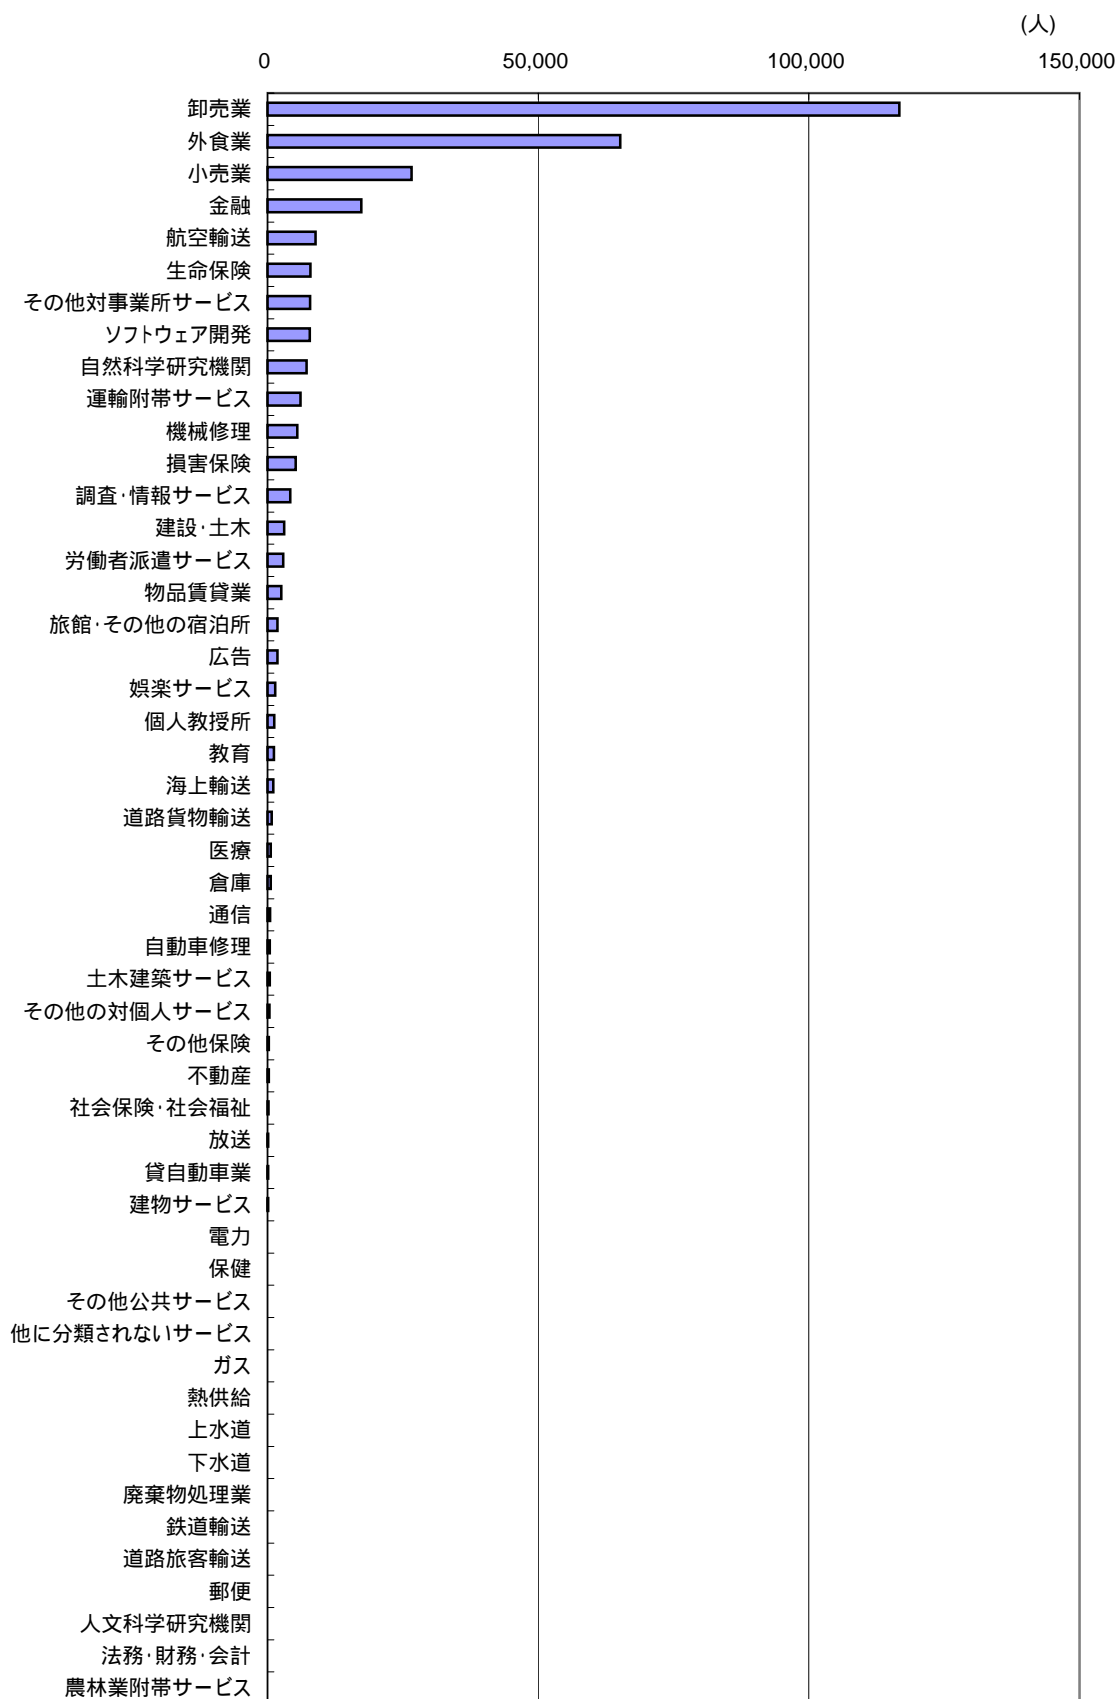 (人)
0 50,000 100,000 150,000
卸売業
外食業
小売業
金融
航空輸送
生命保険
その他対事業所サービス
ソフトウェア開発
自然科学研究機関
運輸附帯サービス
機械修理
損害保険
調査・情報サービス
建設・土木
労働者派遣サービス
物品賃貸業
旅館・その他の宿泊所
広告
娯楽サービス
個人教授所
教育
海上輸送
道路貨物輸送
医療
倉庫
通信
自動車修理
土木建築サービス
その他の対個人サービス
その他保険
不動産
社会保険・社会福祉
放送
貸自動車業
建物サービス
電力
保健
その他公共サービス
他に分類されないサービス
ガス
熱供給
上水道
下水道
廃棄物処理業
鉄道輸送
道路旅客輸送
郵便
人文科学研究機関
法務・財務・会計
農林業附帯サービス